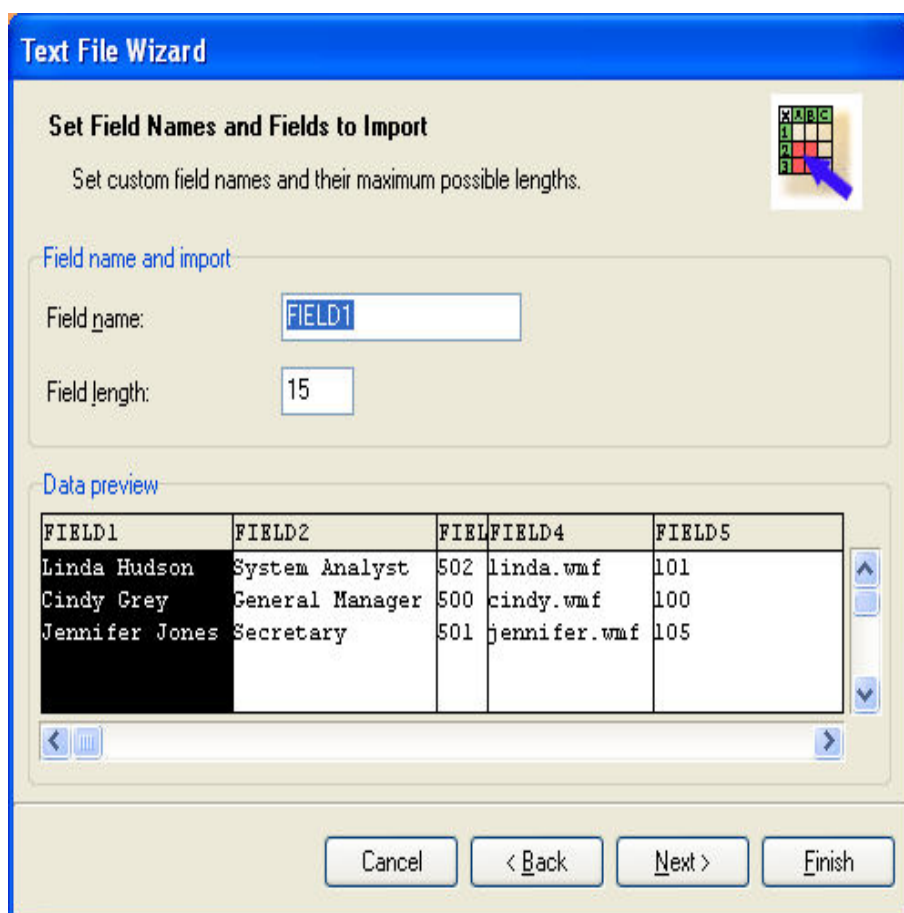 Text File Wizard
Set Field Names and Fields to Import
Set custom field names and their maximum possible lengths.
X A B C
1
2
3
Field name and import
Field name: FIELD1
Field length: 15
Data preview
FIELD1 FIELD2 FIEL FIELD4 FIELD5
Linda Hudson System Analyst 502 linda.wmf 101
Cindy Grey General Manager 500 cindy.wmf 100
Jennifer Jones Secretary 501 jennifer.wmf 105
Cancel < Back Next > Finish